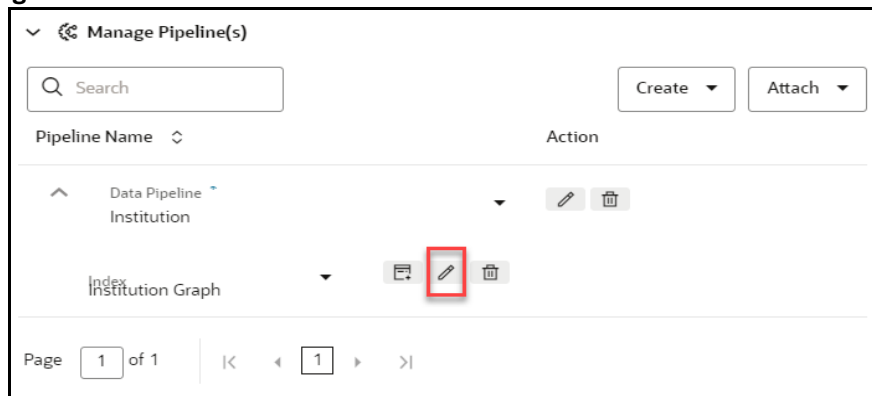 Manage Pipeline(s)
Search
Create
Attach
Pipeline Name
Action
Data Pipeline *
Institution
Index
Institution Graph
Page 1 of 1
1